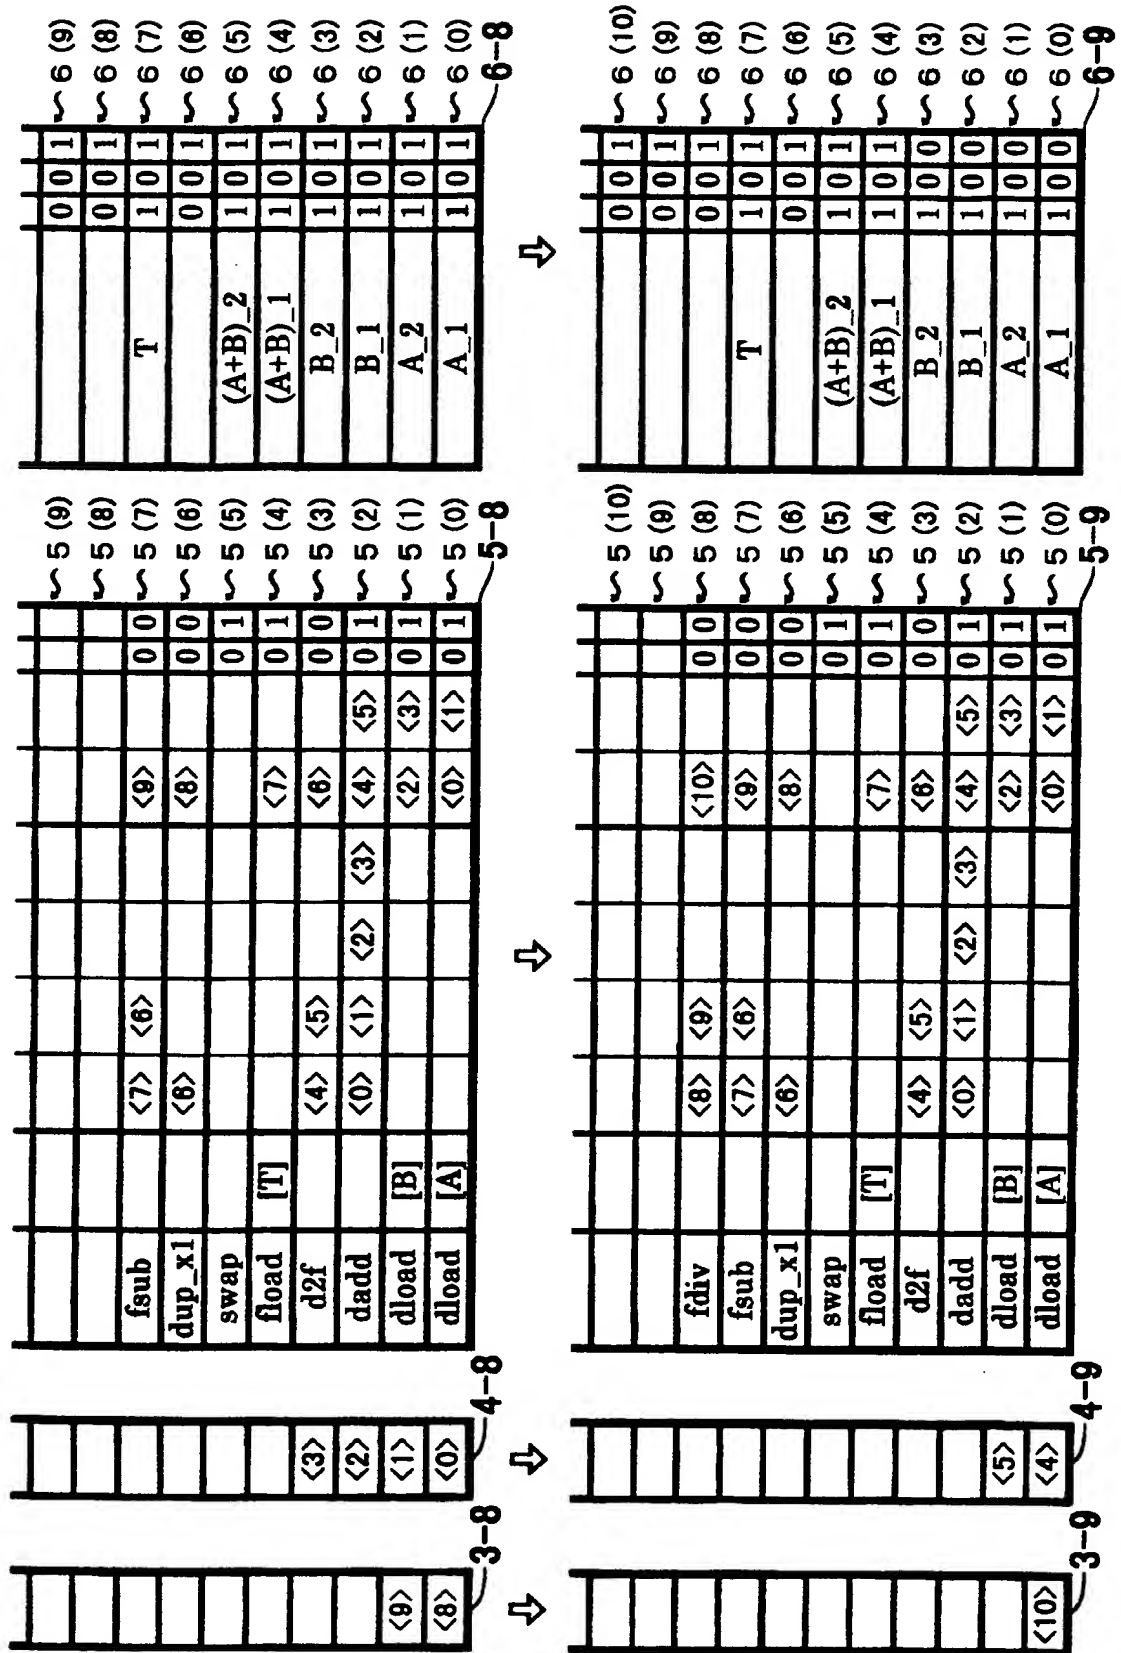 5 (9) 0 0 1 6 (9)
5 (8) 0 0 1 6 (8)
fsub <7> <6> <9> 0 0 5 (7) T 1 0 1 6 (7)
dup_x1 <6> <8> 0 0 5 (6) 0 0 1 6 (6)
swap 0 1 5 (5) (A+B)_2 1 0 1 6 (5)
fload [T] <7> 0 1 5 (4) (A+B)_1 1 0 1 6 (4)
<3> d2f <4> <5> <6> 0 0 5 (3) B_2 1 0 1 6 (3)
<2> dadd <0> <1> <2> <3> <4> <5> 0 1 5 (2) B_1 1 0 1 6 (2)
<9> <1> dload [B] <2> <3> 0 1 5 (1) A_2 1 0 1 6 (1)
<8> <0> dload [A] <0> <1> 0 1 5 (0) A_1 1 0 1 6 (0)
3-8 4-8 5-8 6-8
5 (10) 0 0 1 6 (10)
5 (9) 0 0 1 6 (9)
fdiv <8> <9> <10> 0 0 5 (8) 0 0 1 6 (8)
fsub <7> <6> <9> 0 0 5 (7) T 1 0 1 6 (7)
dup_x1 <6> <8> 0 0 5 (6) 0 0 1 6 (6)
swap 0 1 5 (5) (A+B)_2 1 0 1 6 (5)
fload [T] <7> 0 1 5 (4) (A+B)_1 1 0 1 6 (4)
d2f <4> <5> <6> 0 0 5 (3) B_2 1 0 0 6 (3)
dadd <0> <1> <2> <3> <4> <5> 0 1 5 (2) B_1 1 0 0 6 (2)
<5> dload [B] <2> <3> 0 1 5 (1) A_2 1 0 0 6 (1)
<10> <4> dload [A] <0> <1> 0 1 5 (0) A_1 1 0 0 6 (0)
3-9 4-9 5-9 6-9